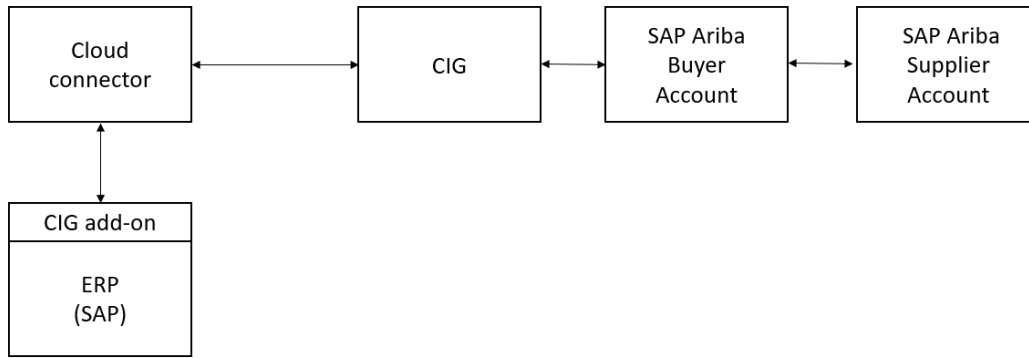 Cloud
connector
CIG
SAP Ariba
Buyer
Account
SAP Ariba
Supplier
Account
CIG add-on
ERP
(SAP)